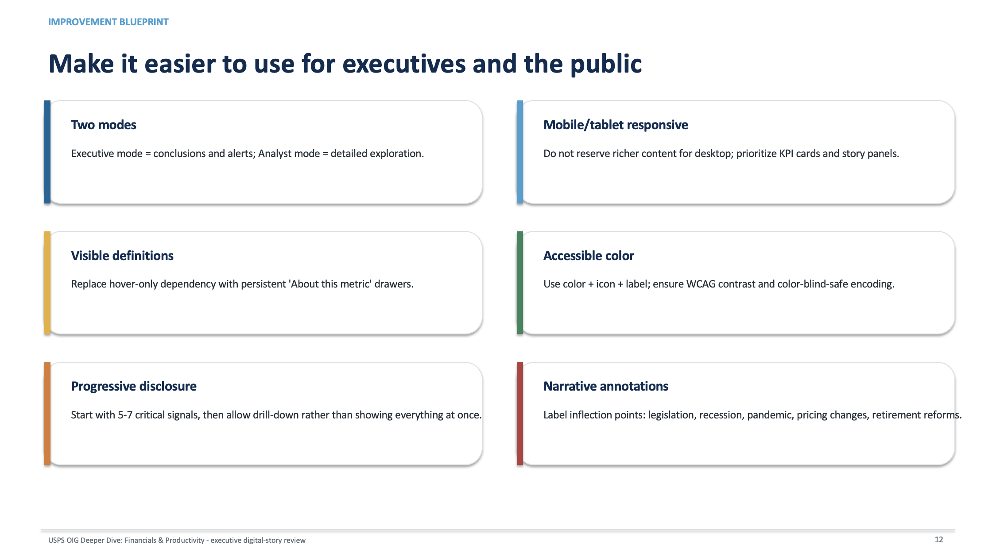 IMPROVEMENT BLUEPRINT
Make it easier to use for executives and the public
Two modes
Executive mode = conclusions and alerts; Analyst mode = detailed exploration.
Mobile/tablet responsive
Do not reserve richer content for desktop; prioritize KPI cards and story panels.
Visible definitions
Replace hover-only dependency with persistent 'About this metric' drawers.
Accessible color
Use color + icon + label; ensure WCAG contrast and color-blind-safe encoding.
Progressive disclosure
Start with 5-7 critical signals, then allow drill-down rather than showing everything at once.
Narrative annotations
Label inflection points: legislation, recession, pandemic, pricing changes, retirement reforms.
USPS OIG Deeper Dive: Financials & Productivity - executive digital-story review
12